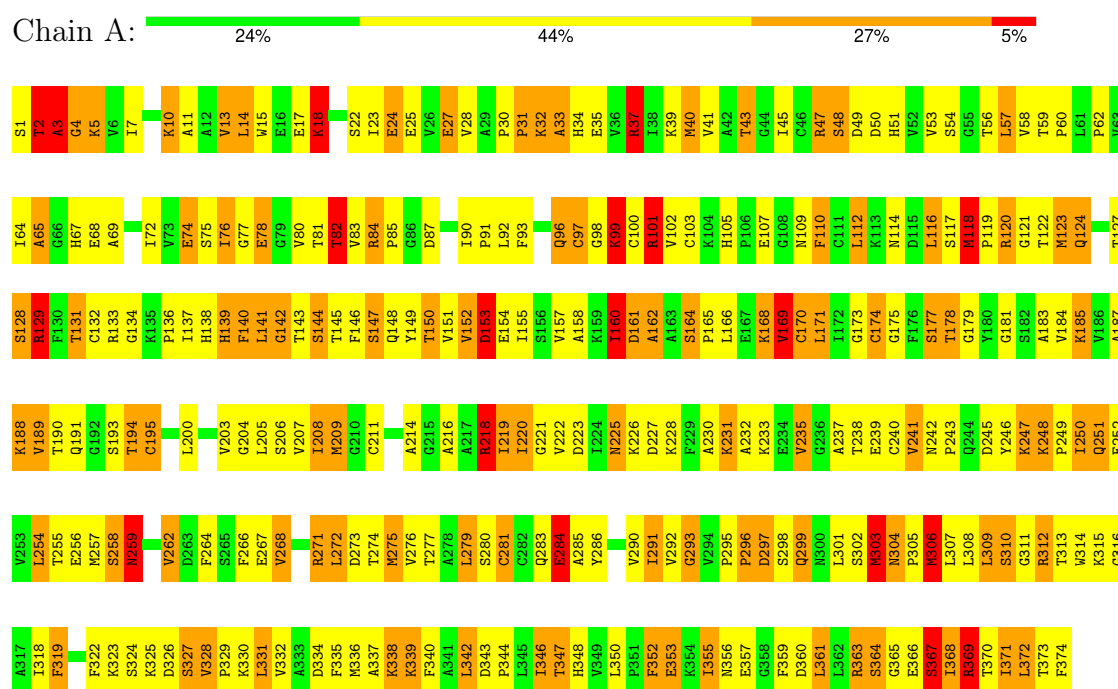 Chain A:
24% 44% 27% 5%
S1 T2 A3 G4 K5 V6 I7 K10 A11 A12 V13 L14 W15 E16 E17 K18 S22 I23 E24 E25 V26 E27 V28 A29 P30 P31 K32 A33 H34 E35 V36 R37 I38 K39 M40 V41 A42 T43 G44 I45 C46 R47 S48 D49 D50 H51 V52 V53 S54 G55 T56 L57 V58 T59 P60 L61 P62 V63
I64 A65 G66 H67 E68 A69 I72 V73 E74 S75 I76 G77 E78 G79 V80 T81 T82 V83 R84 P85 G86 D87 I90 P91 L92 F93 Q96 C97 G98 K99 C100 R101 V102 C103 K104 H105 P106 E107 G108 N109 F110 C111 L112 K113 N114 D115 L116 S117 M118 P119 R120 G121 T122 M123 Q124 T127
S128 R129 F130 T131 C132 R133 G134 K135 P136 I137 H138 H139 F140 L141 G142 T143 S144 T145 F146 S147 Q148 Y149 T150 V151 V152 D153 E154 I155 S156 V157 A158 K159 I160 D161 A162 A163 S164 P165 L166 E167 K168 V169 C170 L171 I172 G173 C174 G175 F176 S177 T178 G179 Y180 G181 S182 A183 V184 K185 V186 A187
K188 V189 T190 Q191 G192 S193 T194 C195 L200 V203 G204 L205 S206 V207 I208 M209 G210 C211 A214 G215 A216 A217 R218 I219 I220 G221 V222 D223 I224 N225 K226 D227 K228 F229 A230 K231 A232 K233 E234 V235 G236 A237 T238 E239 C240 V241 N242 P243 Q244 D245 Y246 K247 K248 P249 I250 Q251 E252
V253 L254 T255 E256 M257 S258 N259 V262 D263 F264 S265 F266 E267 V268 R271 L272 D273 T274 M275 V276 T277 A278 L279 S280 C281 C282 Q283 E284 A285 Y286 V290 I291 V292 G293 V294 P295 P296 D297 S298 Q299 N300 L301 S302 M303 N304 P305 M306 L307 L308 L309 S310 G311 R312 T313 W314 K315 G316
A317 I318 F319 F322 K323 S324 K325 D326 S327 V328 P329 K330 L331 V332 A333 D334 F335 M336 A337 K338 K339 F340 A341 L342 D343 P344 L345 I346 T347 H348 V349 L350 P351 F352 E353 K354 I355 N356 E357 G358 F359 D360 L361 L362 R363 S364 G365 E366 S367 I368 R369 T370 I371 L372 T373 F374